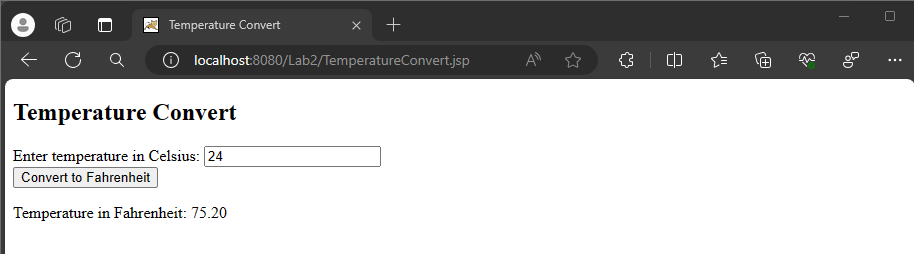 Temperature Convert
localhost:8080/Lab2/TemperatureConvert.jsp
Temperature Convert
Enter temperature in Celsius: 24
Convert to Fahrenheit
Temperature in Fahrenheit: 75.20